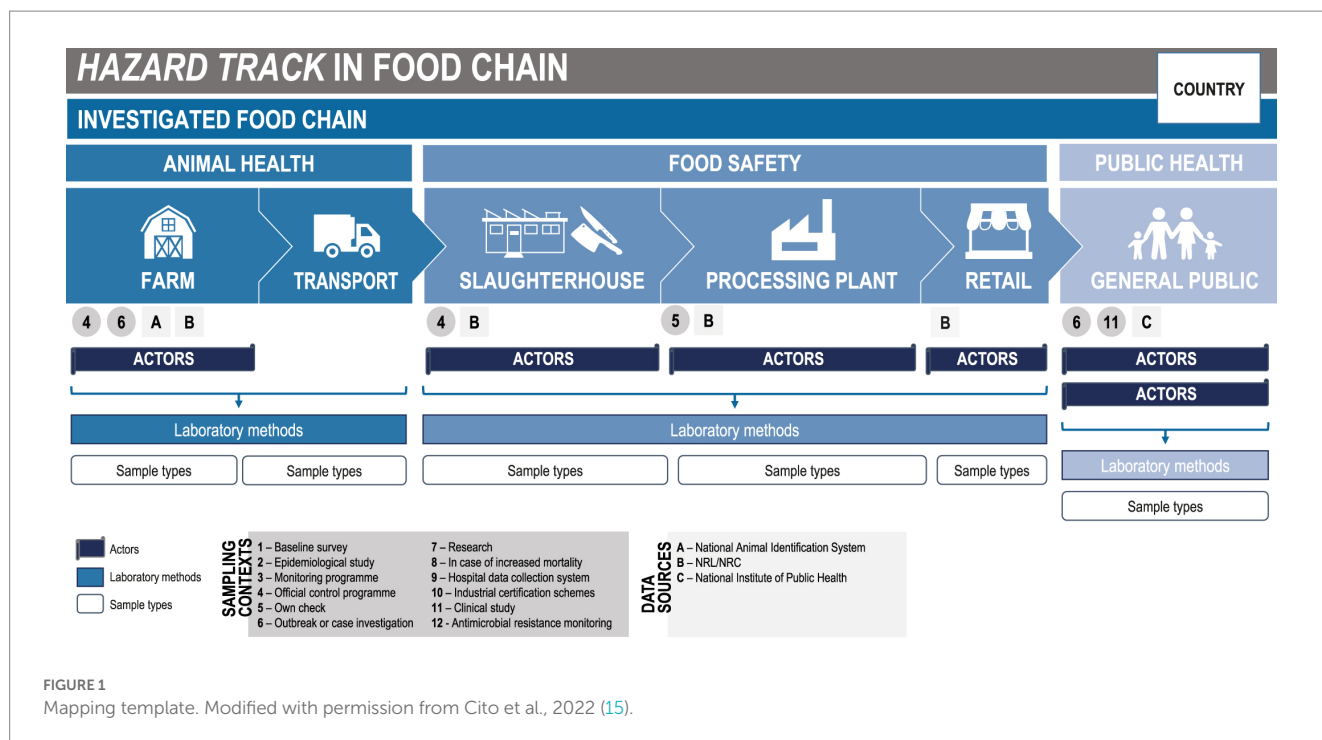 HAZARD TRACK IN FOOD CHAIN
COUNTRY
INVESTIGATED FOOD CHAIN
ANIMAL HEALTH
FOOD SAFETY
PUBLIC HEALTH
FARM
TRANSPORT
SLAUGHTERHOUSE
PROCESSING PLANT
RETAIL
GENERAL PUBLIC
4 6 A B
4 B
5 B
B
6 11 C
ACTORS
ACTORS
ACTORS
ACTORS
ACTORS
ACTORS
Laboratory methods
Laboratory methods
Laboratory methods
Sample types
Sample types
Sample types
Sample types
Sample types
Sample types
Actors
Laboratory methods
Sample types
SAMPLING
CONTEXTS
1 – Baseline survey
2 – Epidemiological study
3 – Monitoring programme
4 – Official control programme
5 – Own check
6 – Outbreak or case investigation
7 – Research
8 – In case of increased mortality
9 – Hospital data collection system
10 – Industrial certification schemes
11 – Clinical study
12 - Antimicrobial resistance monitoring
DATA
SOURCES
A – National Animal Identification System
B – NRL/NRC
C – National Institute of Public Health
FIGURE 1
Mapping template. Modified with permission from Cito et al., 2022 (15).